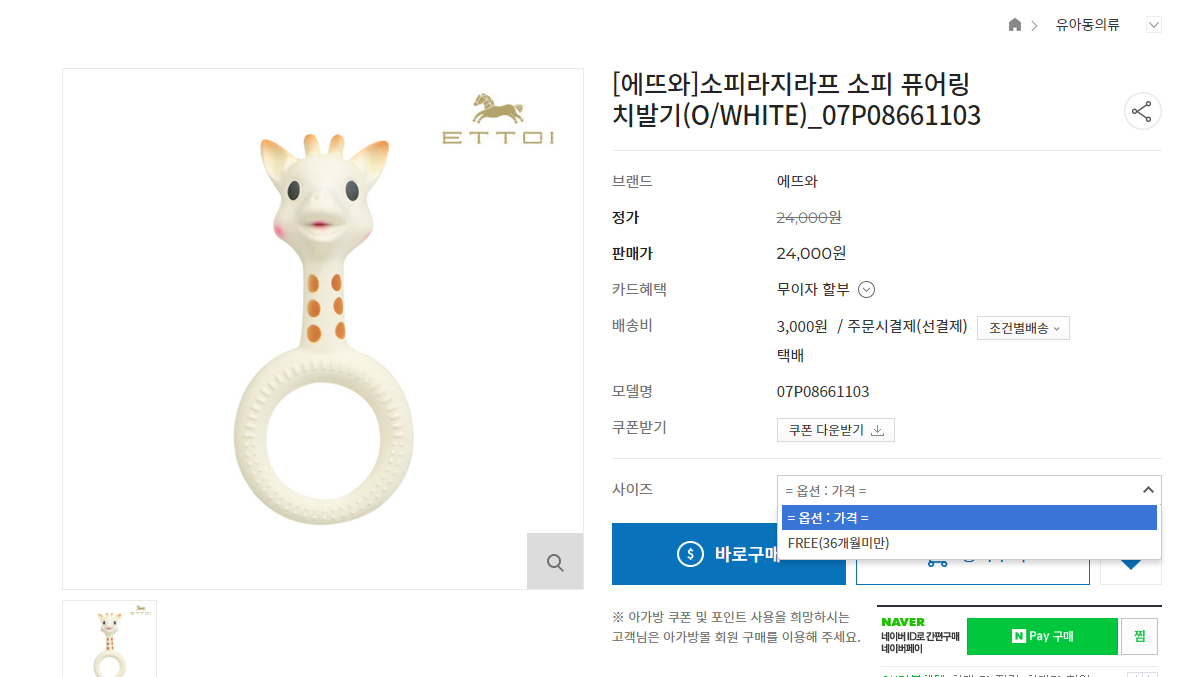 유아동의류
ETTOI
[에뜨와]소피라지라프 소피 퓨어링
치발기(O/WHITE)_07P08661103
브랜드 에뜨와
정가 24,000원
판매가 24,000원
카드혜택 무이자 할부
배송비 3,000원 / 주문시결제(선결제) 조건별배송
택배
모델명 07P08661103
쿠폰받기 쿠폰 다운받기
사이즈 = 옵션 : 가격 =
= 옵션 : 가격 =
FREE(36개월미만)
$ 바로구매
※ 아가방 쿠폰 및 포인트 사용을 희망하시는
고객님은 아가방몰 회원 구매를 이용해 주세요.
NAVER
네이버 ID로 간편구매
네이버페이
N Pay 구매
찜
ETTOI